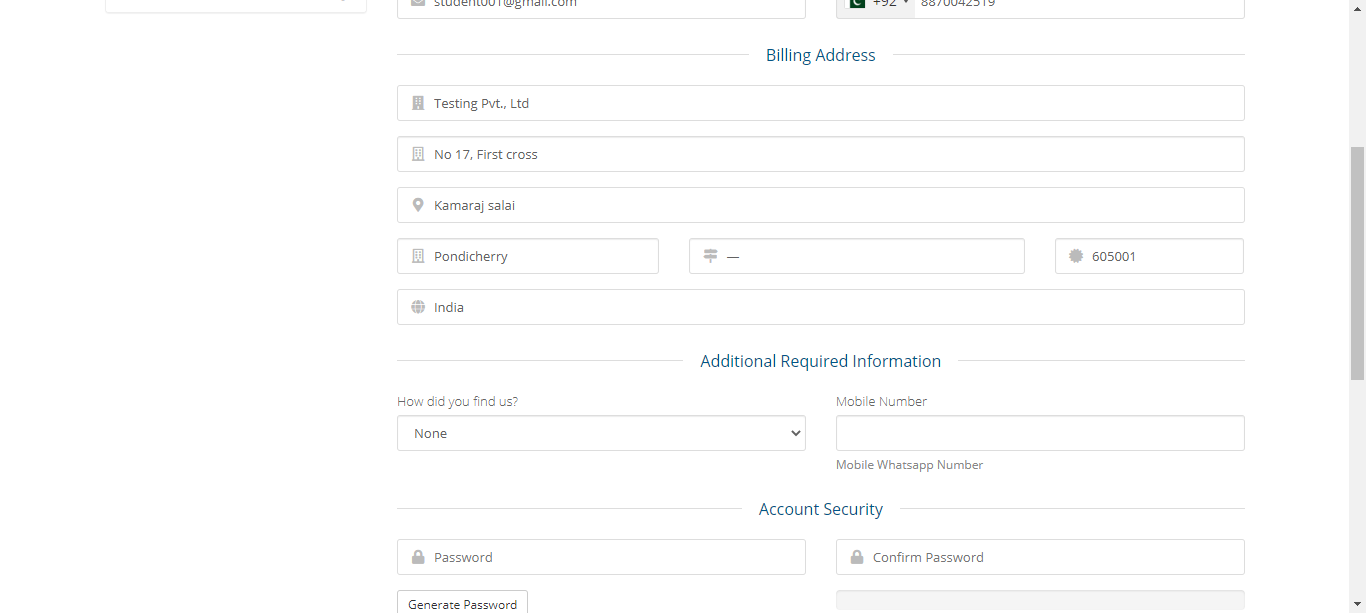 student001@gmail.com
+92 8870042519
Billing Address
Testing Pvt., Ltd
No 17, First cross
Kamaraj salai
Pondicherry
—
605001
India
Additional Required Information
How did you find us?
Mobile Number
None
Mobile Whatsapp Number
Account Security
Password
Confirm Password
Generate Password